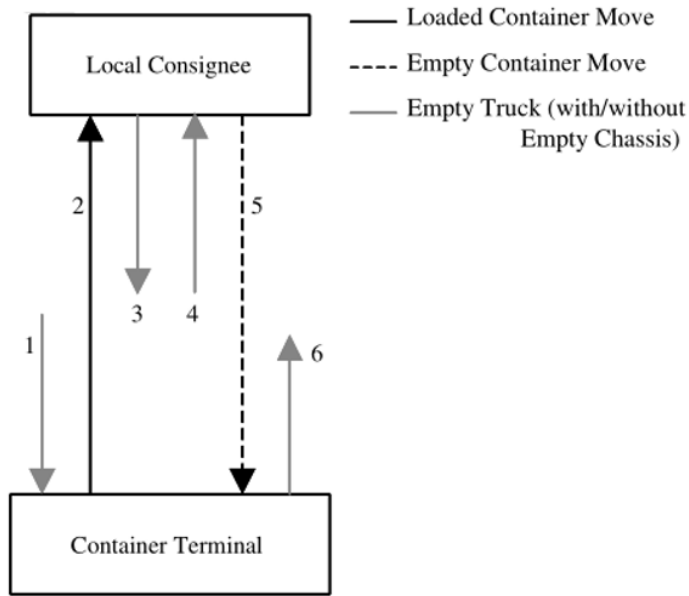 Loaded Container Move
Empty Container Move
Empty Truck (with/without
Empty Chassis)
Local Consignee
2
5
3
4
1
6
Container Terminal